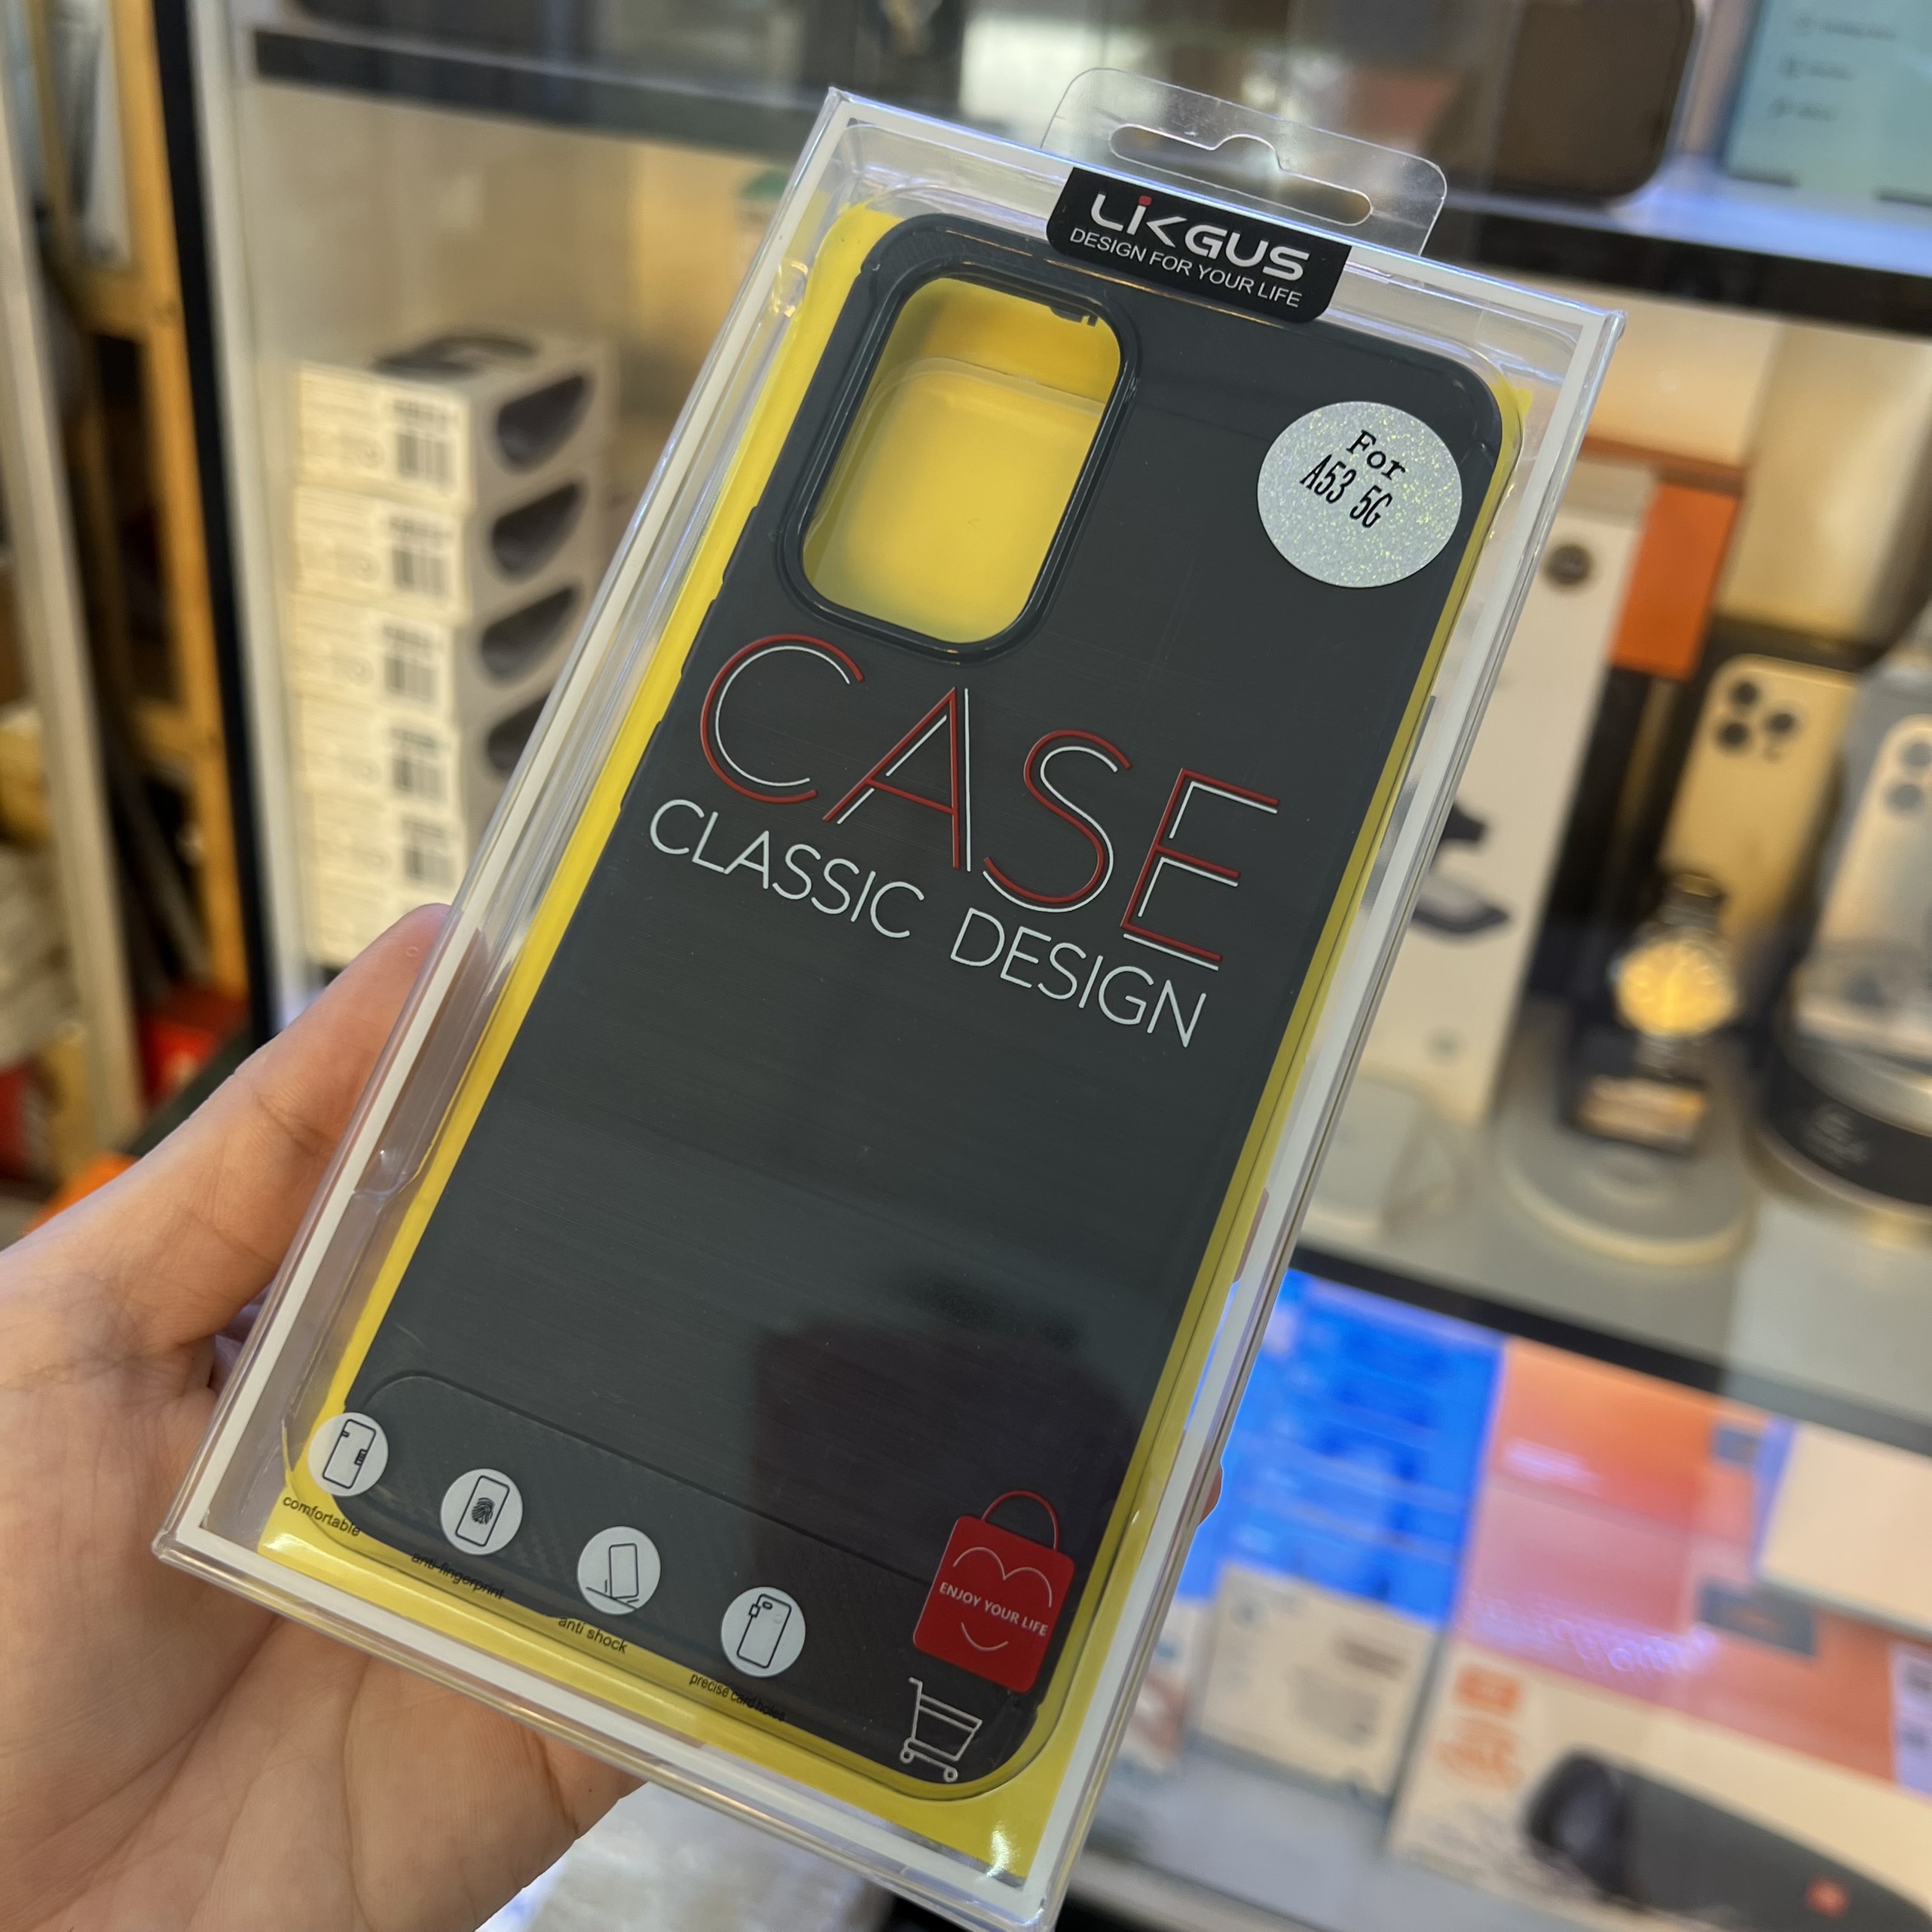 LIKGUS
DESIGN FOR YOUR LIFE
For
A53 5G
CASE
CLASSIC DESIGN
comfortable
anti-fingerprint
anti shock
precise card holes
ENJOY YOUR LIFE